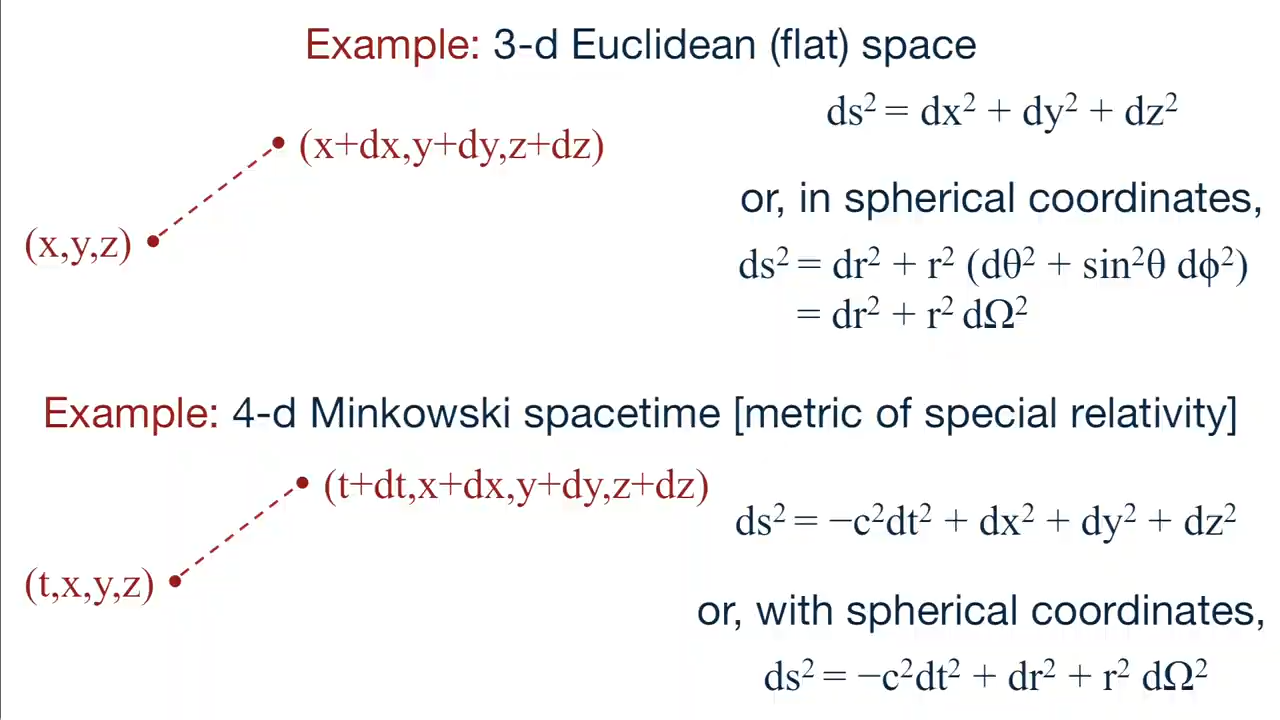 Example: 3-d Euclidean (flat) space
(x+dx,y+dy,z+dz)
(x,y,z)
ds² = dx² + dy² + dz²
or, in spherical coordinates,
ds² = dr² + r² (dθ² + sin²θ dϕ²)
= dr² + r² dΩ²
Example: 4-d Minkowski spacetime [metric of special relativity]
(t+dt,x+dx,y+dy,z+dz)
(t,x,y,z)
ds² = −c²dt² + dx² + dy² + dz²
or, with spherical coordinates,
ds² = −c²dt² + dr² + r² dΩ²